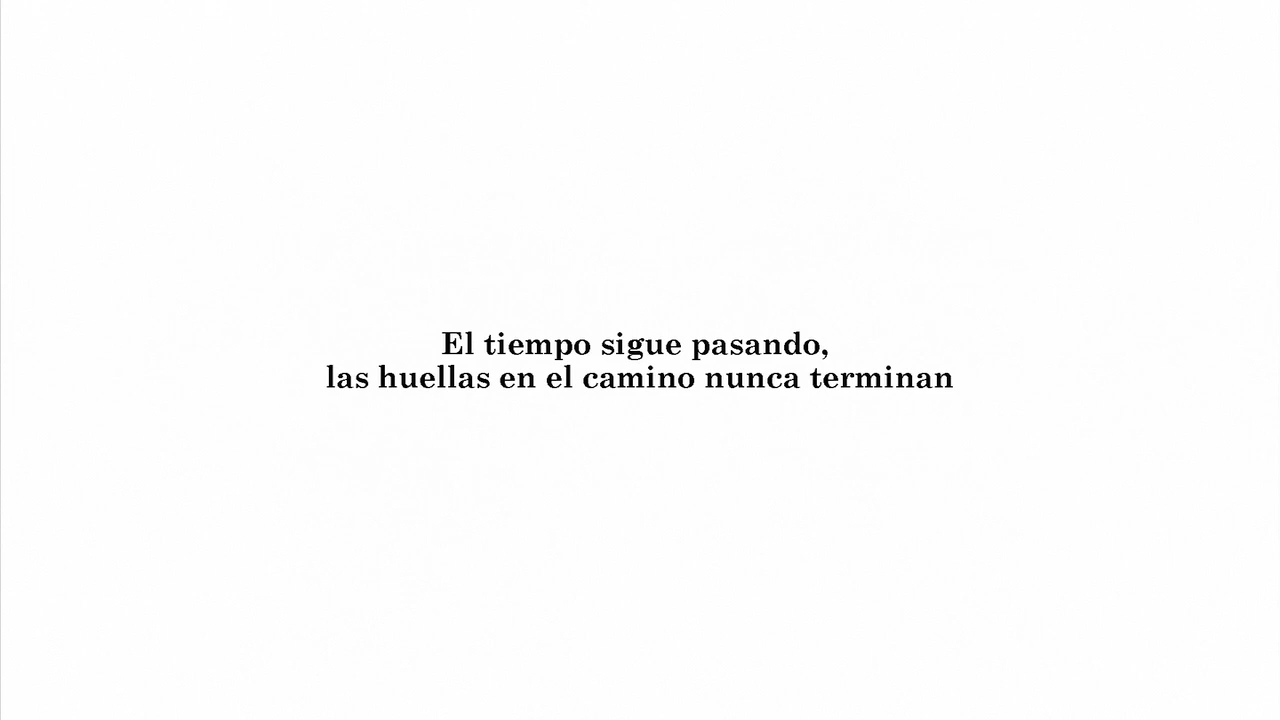 El tiempo sigue pasando,
las huellas en el camino nunca terminan